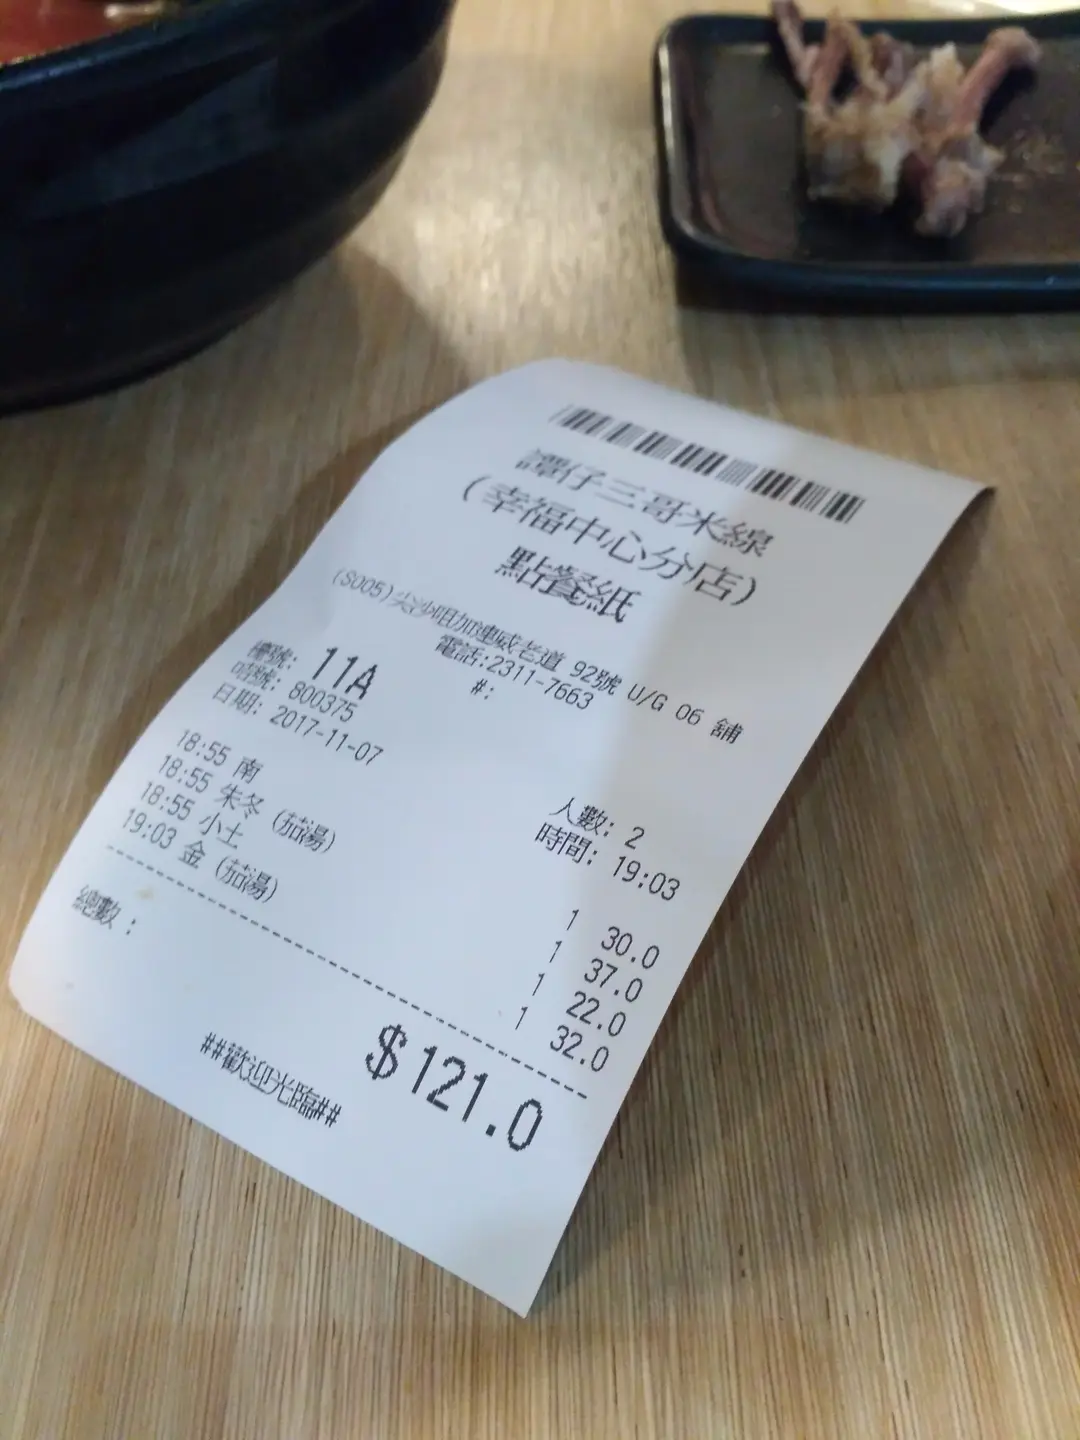 譚仔三哥米線
(幸福中心分店)
點餐紙
(S005)尖沙咀加連威老道 92號 U/G 06 舖
電話:2311-7663
#:
檯號: 11A
咭號: 800375
人數: 2
日期: 2017-11-07
時間: 19:03
18:55 南 1 30.0
18:55 朱冬 (茄湯) 1 37.0
18:55 小土 1 22.0
19:03 金 (茄湯) 1 32.0
總數 :
$121.0
##歡迎光臨##